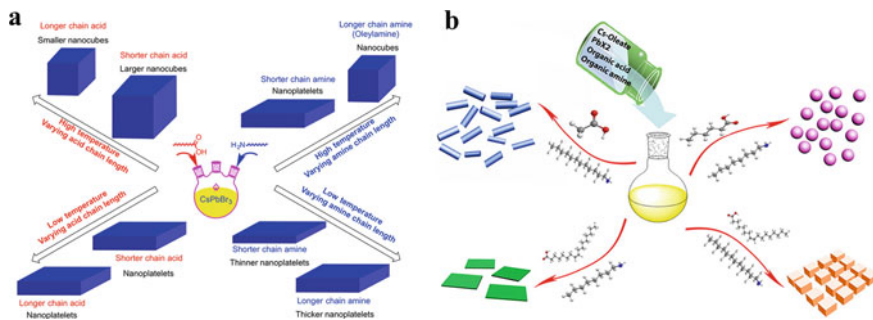 a
Longer chain acid
Smaller nanocubes
Shorter chain acid
Larger nanocubes
High temperature
Varying acid chain length
Longer chain amine
(Oleylamine)
Nanocubes
Shorter chain amine
Nanoplatelets
High temperature
Varying amine chain length
O
OH
H2N
CsPbBr3
Low temperature
Varying acid chain length
Shorter chain acid
Nanoplatelets
Longer chain acid
Nanoplatelets
Low temperature
Varying amine chain length
Shorter chain amine
Thinner nanoplatelets
Longer chain amine
Thicker nanoplatelets
b
Cs-Oleate
PbX2
Organic acid
Organic amine